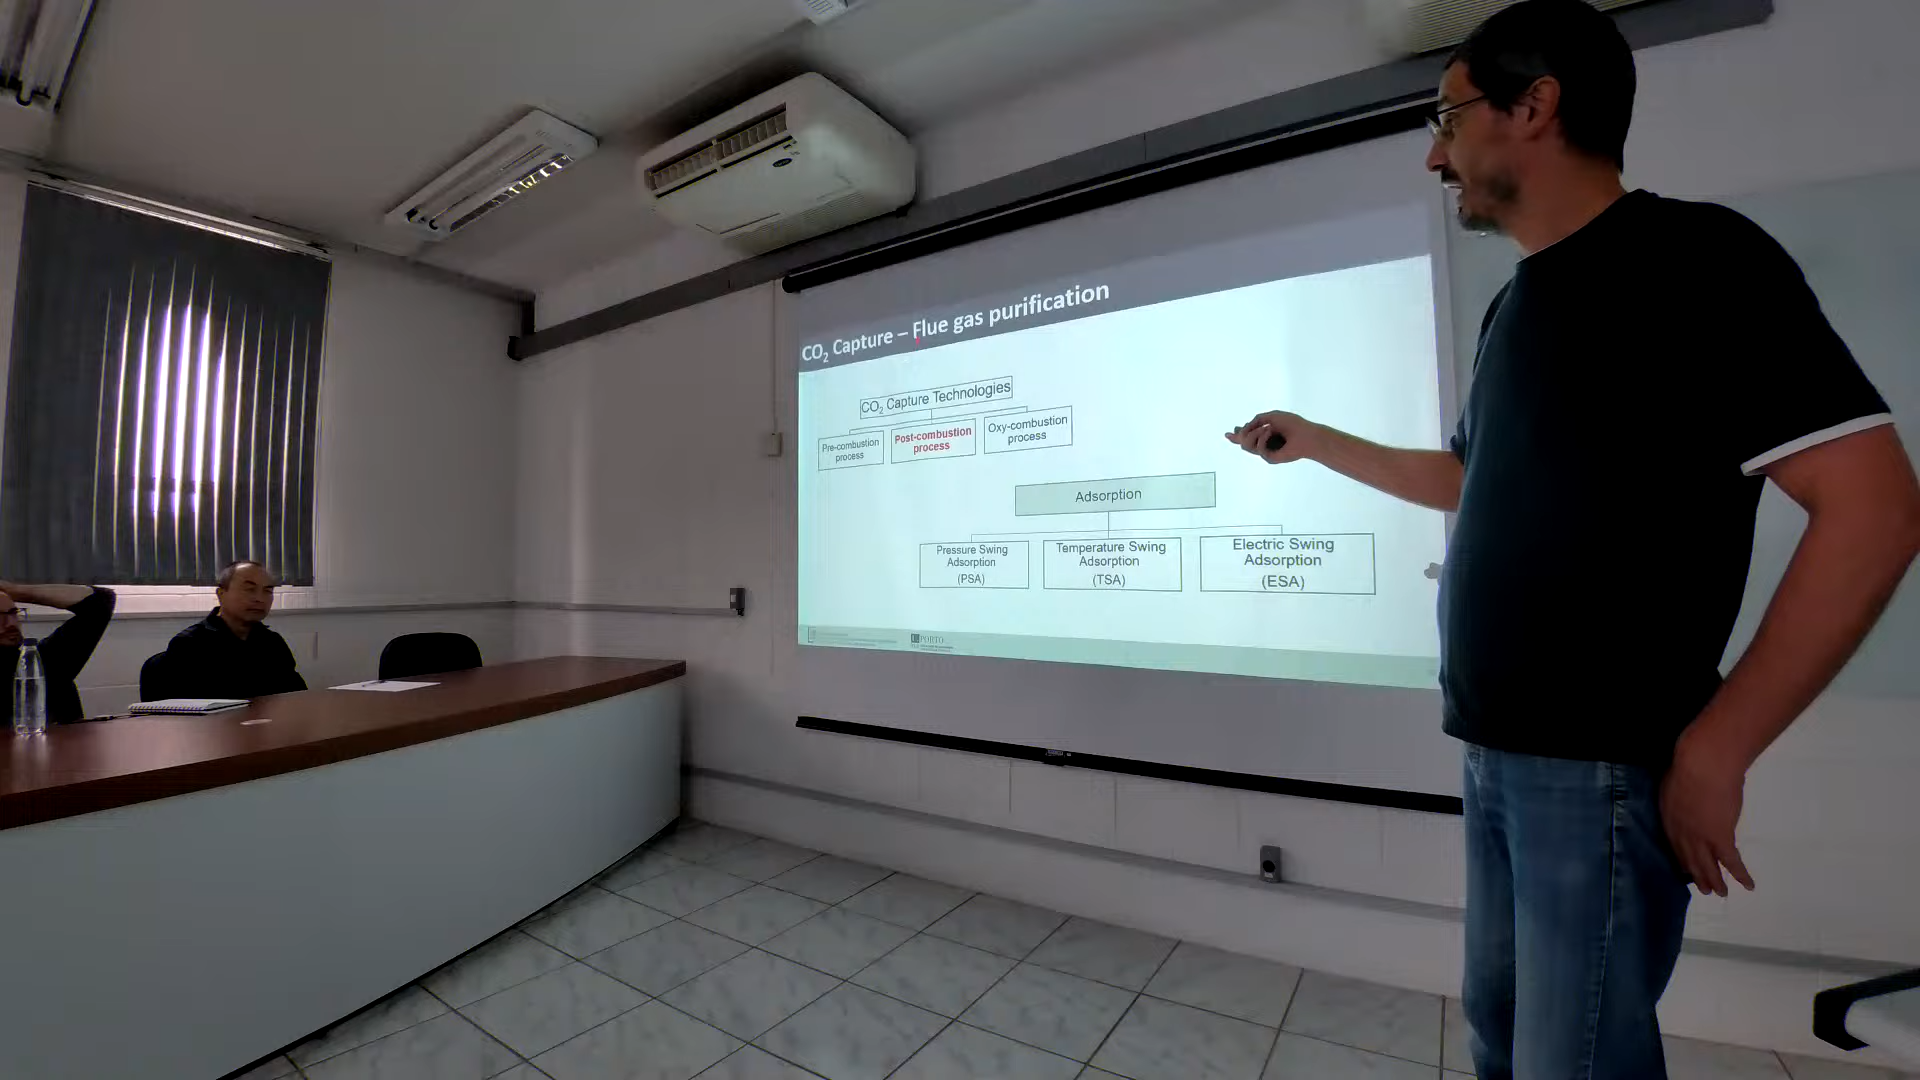 CO₂ Capture – Flue gas purification
CO₂ Capture Technologies
Pre-combustion
process
Post-combustion
process
Oxy-combustion
process
Adsorption
Pressure Swing
Adsorption
(PSA)
Temperature Swing
Adsorption
(TSA)
Electric Swing
Adsorption
(ESA)
U.PORTO